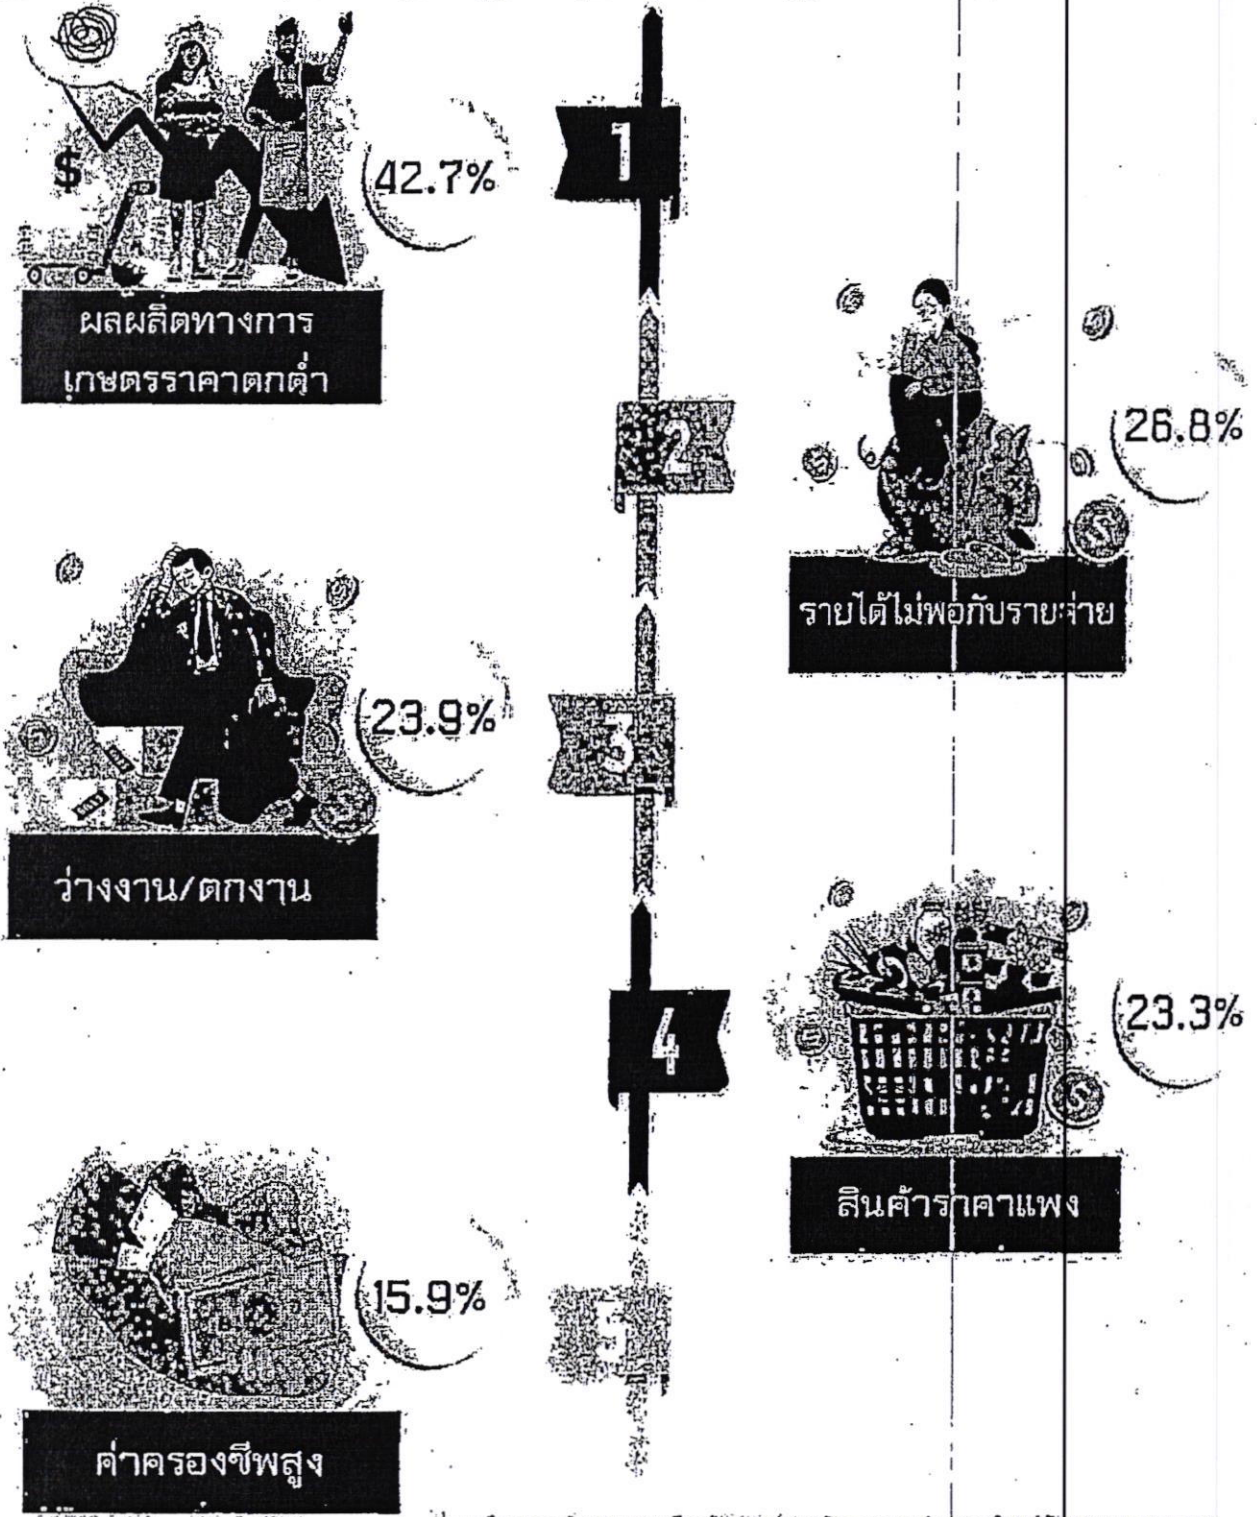 42.7%
1
ผลผลิตทางการ
เกษตรราคาตกต่ำ
2
26.8%
รายได้ไม่พอกับรายจ่าย
23.9%
3
ว่างงาน/ตกงาน
4
23.3%
สินค้าราคาแพง
15.9%
5
ค่าครองชีพสูง